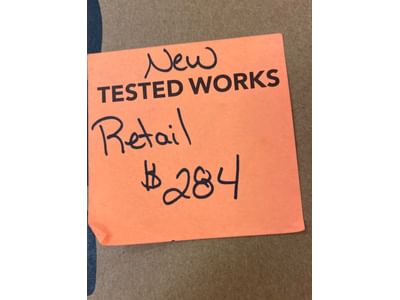 New
TESTED WORKS
Retail
$284